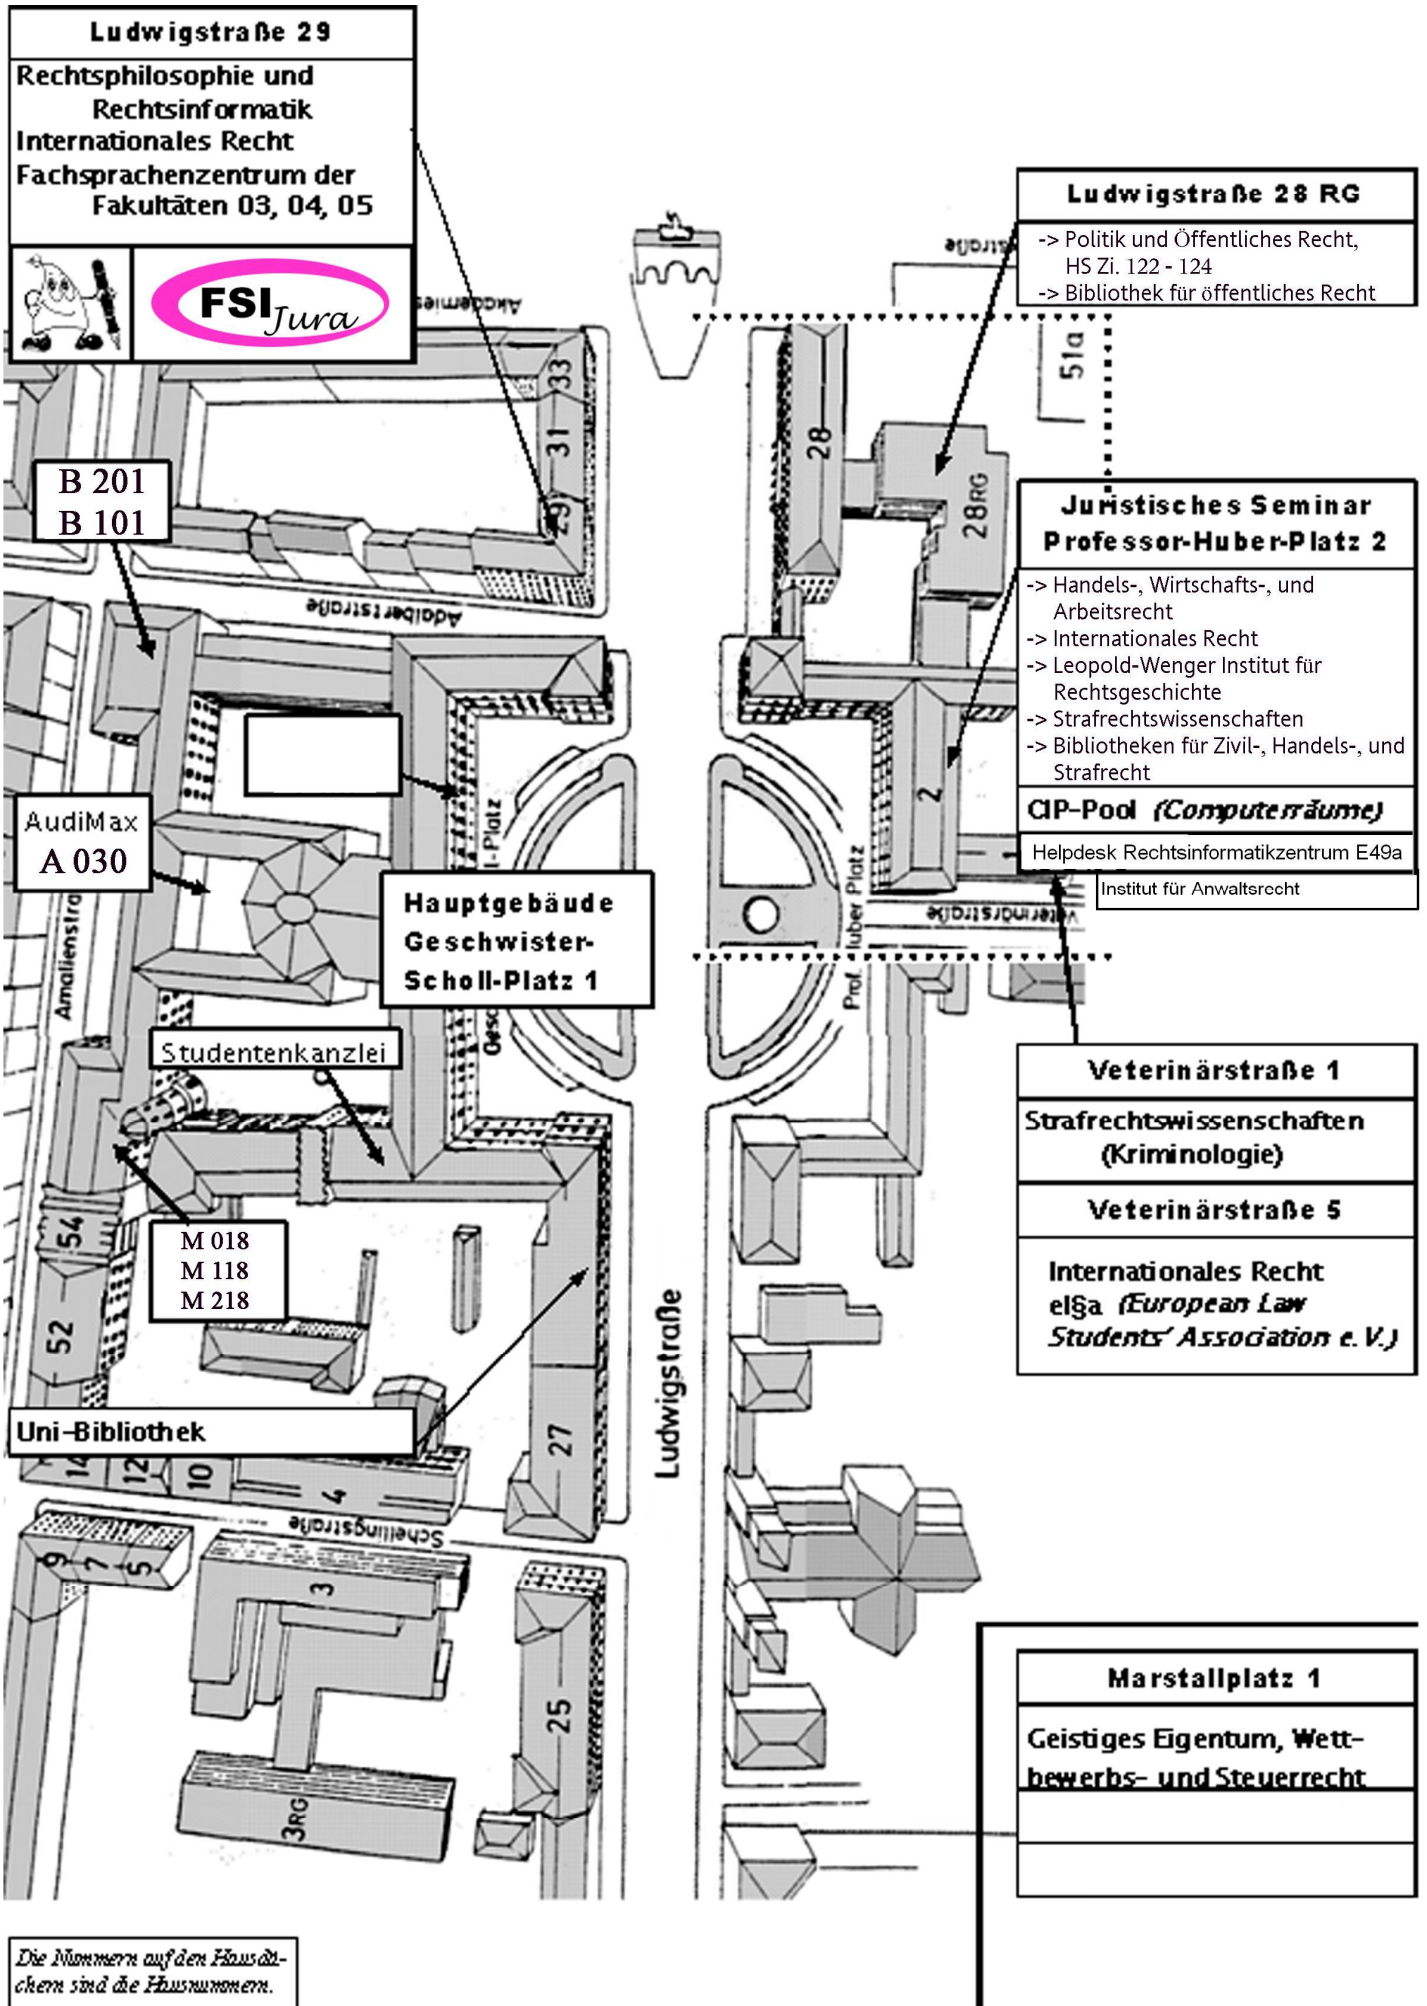 Ludwigstraße 29
Rechtsphilosophie und
Rechtsinformatik
Internationales Recht
Fachsprachenzentrum der
Fakultäten 03, 04, 05
FSI Jura
Ludwigstraße 28 RG
-> Politik und Öffentliches Recht,
HS Zi. 122 - 124
-> Bibliothek für öffentliches Recht
Akademies
straße
51a
33
31
29
28
28RG
B 201
B 101
Adalbertstraße
Juristisches Seminar
Professor-Huber-Platz 2
-> Handels-, Wirtschafts-, und
Arbeitsrecht
-> Internationales Recht
-> Leopold-Wenger Institut für
Rechtsgeschichte
-> Strafrechtswissenschaften
-> Bibliotheken für Zivil-, Handels-, und
Strafrecht
CIP-Pool (Computerräume)
Helpdesk Rechtsinformatikzentrum E49a
Institut für Anwaltsrecht
2
1
AudiMax
A 030
Amalienstra
Hauptgebäude
Geschwister-
Scholl-Platz 1
Gesc
l-Platz
Prof. Huber Platz
Veterinärstraße
Studentenkanzlei
Veterinärstraße 1
Strafrechtswissenschaften
(Kriminologie)
Veterinärstraße 5
Internationales Recht
el§a (European Law
Students' Association e.V.)
M 018
M 118
M 218
54
52
Ludwigstraße
Uni-Bibliothek
27
14
12
10
4
Schellingstraße
9
7
5
3
25
3RG
Marstallplatz 1
Geistiges Eigentum, Wett-
bewerbs- und Steuerrecht
Die Nummern auf den Hausdä-
chern sind die Hausnummern.